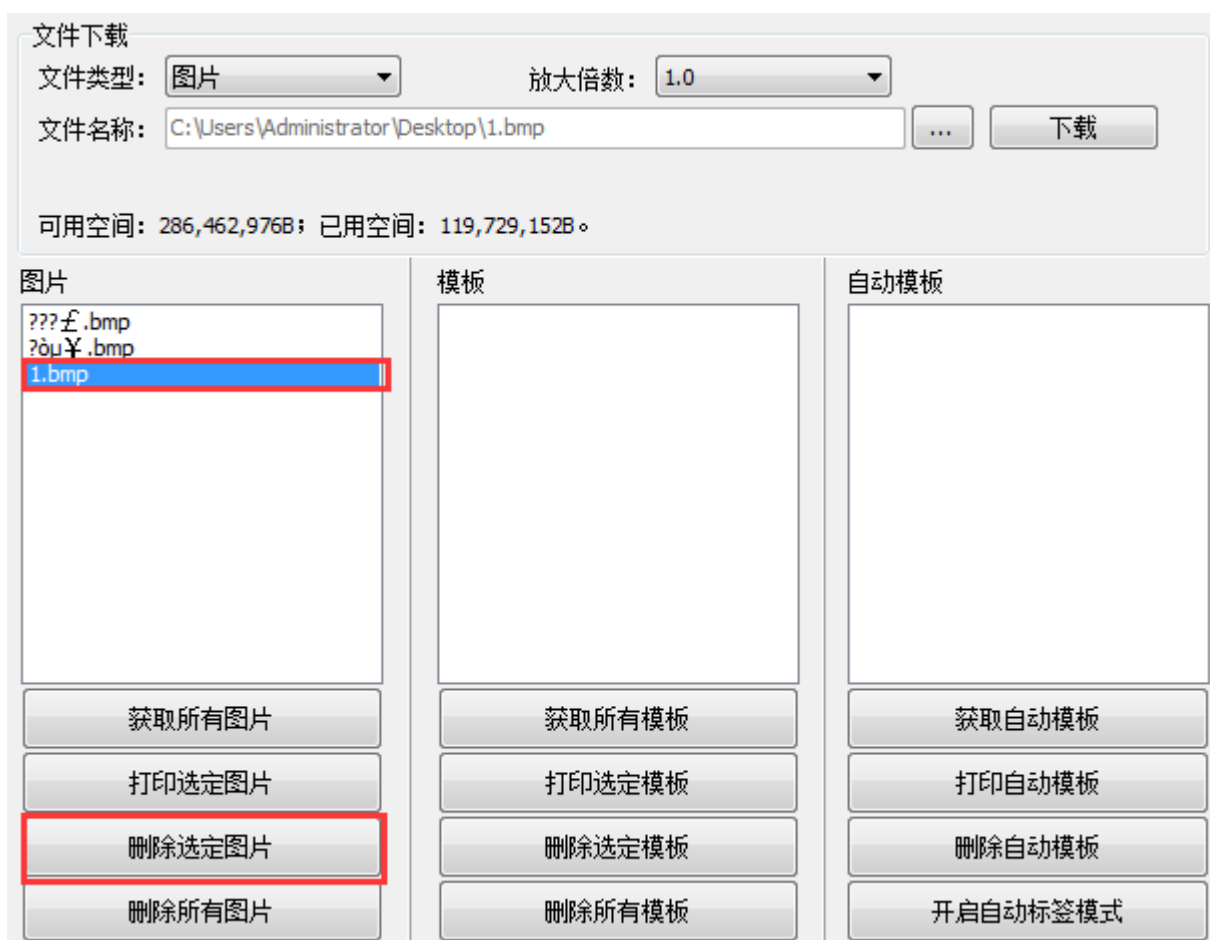 文件下载
文件类型: 图片 放大倍数: 1.0
文件名称: C:\Users\Administrator\Desktop\1.bmp ... 下载
可用空间: 286,462,976B; 已用空间: 119,729,152B。
图片 模板 自动模板
???£.bmp
?òµ¥.bmp
1.bmp
获取所有图片 获取所有模板 获取自动模板
打印选定图片 打印选定模板 打印自动模板
删除选定图片 删除选定模板 删除自动模板
删除所有图片 删除所有模板 开启自动标签模式